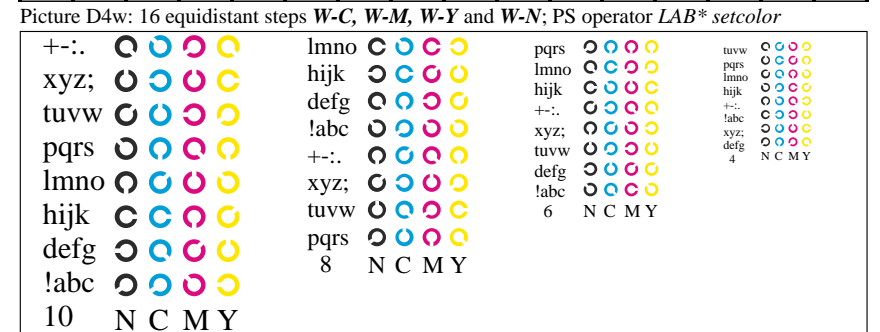 Picture D4w: 16 equidistant steps W-C, W-M, W-Y and W-N; PS operator LAB* setcolor
+-:.
xyz;
tuvw
pqrs
lmno
hijk
defg
!abc
10 N C M Y
lmno
hijk
defg
!abc
+-:.
xyz;
tuvw
pqrs
8 N C M Y
pqrs
lmno
hijk
+-:.
xyz;
tuvw
defg
!abc
6 N C M Y
tuvw
pqrs
lmno
hijk
+-:.
!abc
xyz;
defg
4 N C M Y